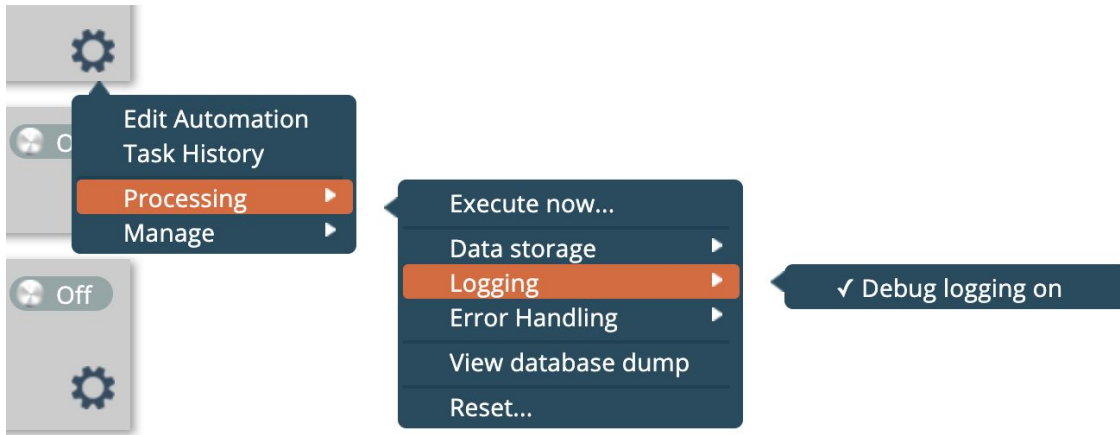 Edit Automation
Task History
Processing
Manage
Execute now...
Data storage
Logging
Error Handling
View database dump
Reset...
✓ Debug logging on
Off